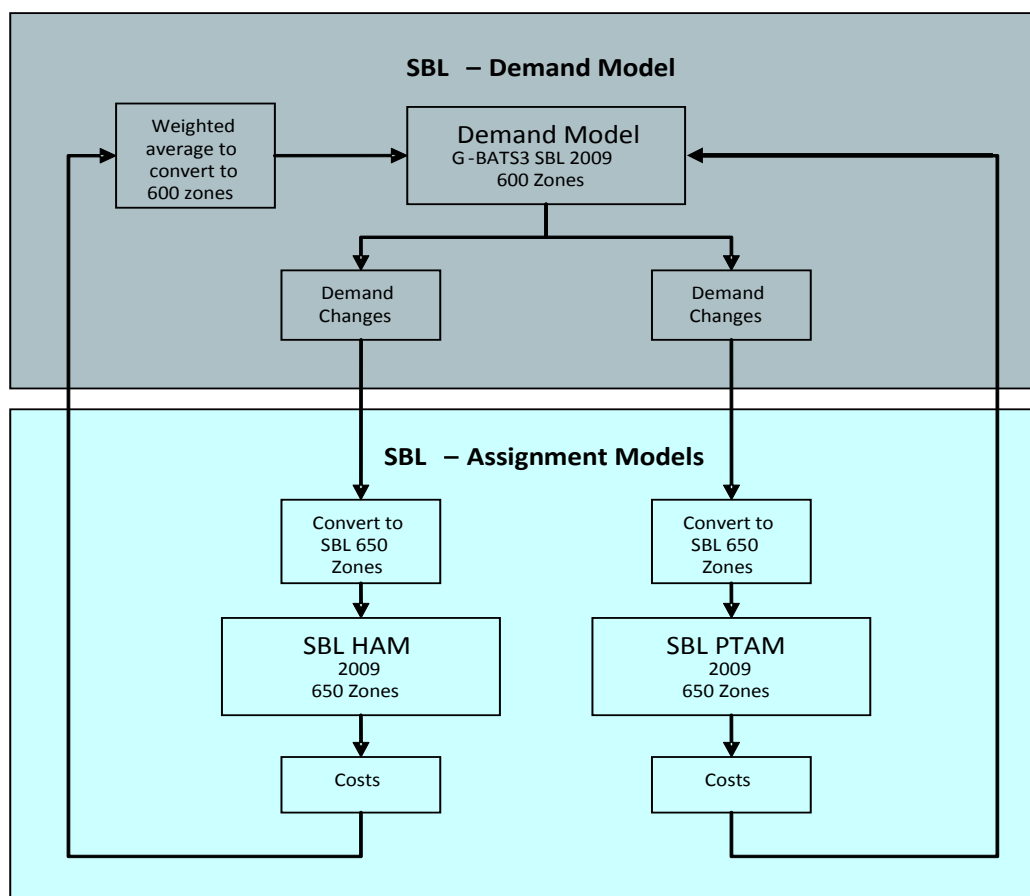 SBL – Demand Model
Weighted
average to
convert to
600 zones
Demand Model
G-BATS3 SBL 2009
600 Zones
Demand
Changes
Demand
Changes
SBL – Assignment Models
Convert to
SBL 650
Zones
Convert to
SBL 650
Zones
SBL HAM
2009
650 Zones
SBL PTAM
2009
650 Zones
Costs
Costs